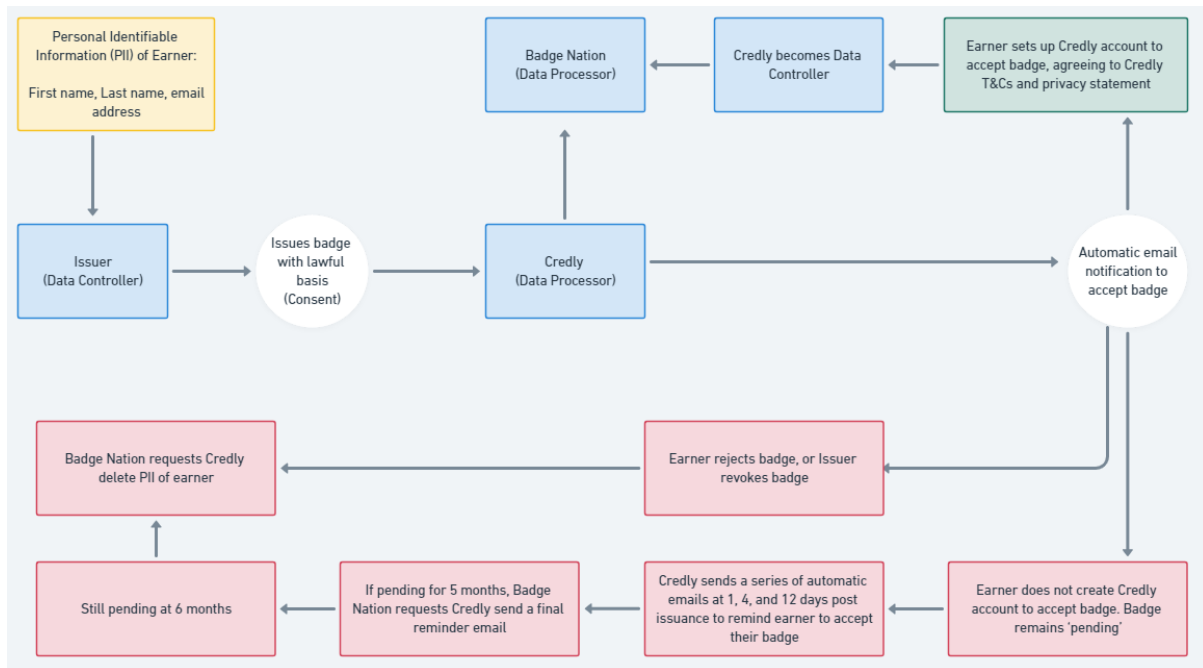 Personal Identifiable
Information (PII) of Earner:
First name, Last name, email
address
Badge Nation
(Data Processor)
Credly becomes Data
Controller
Earner sets up Credly account to
accept badge, agreeing to Credly
T&Cs and privacy statement
Issuer
(Data Controller)
Issues badge
with lawful
basis
(Consent)
Credly
(Data Processor)
Automatic email
notification to
accept badge
Badge Nation requests Credly
delete PII of earner
Earner rejects badge, or Issuer
revokes badge
Still pending at 6 months
If pending for 5 months, Badge
Nation requests Credly send a final
reminder email
Credly sends a series of automatic
emails at 1, 4, and 12 days post
issuance to remind earner to accept
their badge
Earner does not create Credly
account to accept badge. Badge
remains ‘pending’